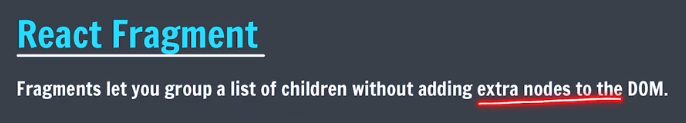 React Fragment
Fragments let you group a list of children without adding extra nodes to the DOM.